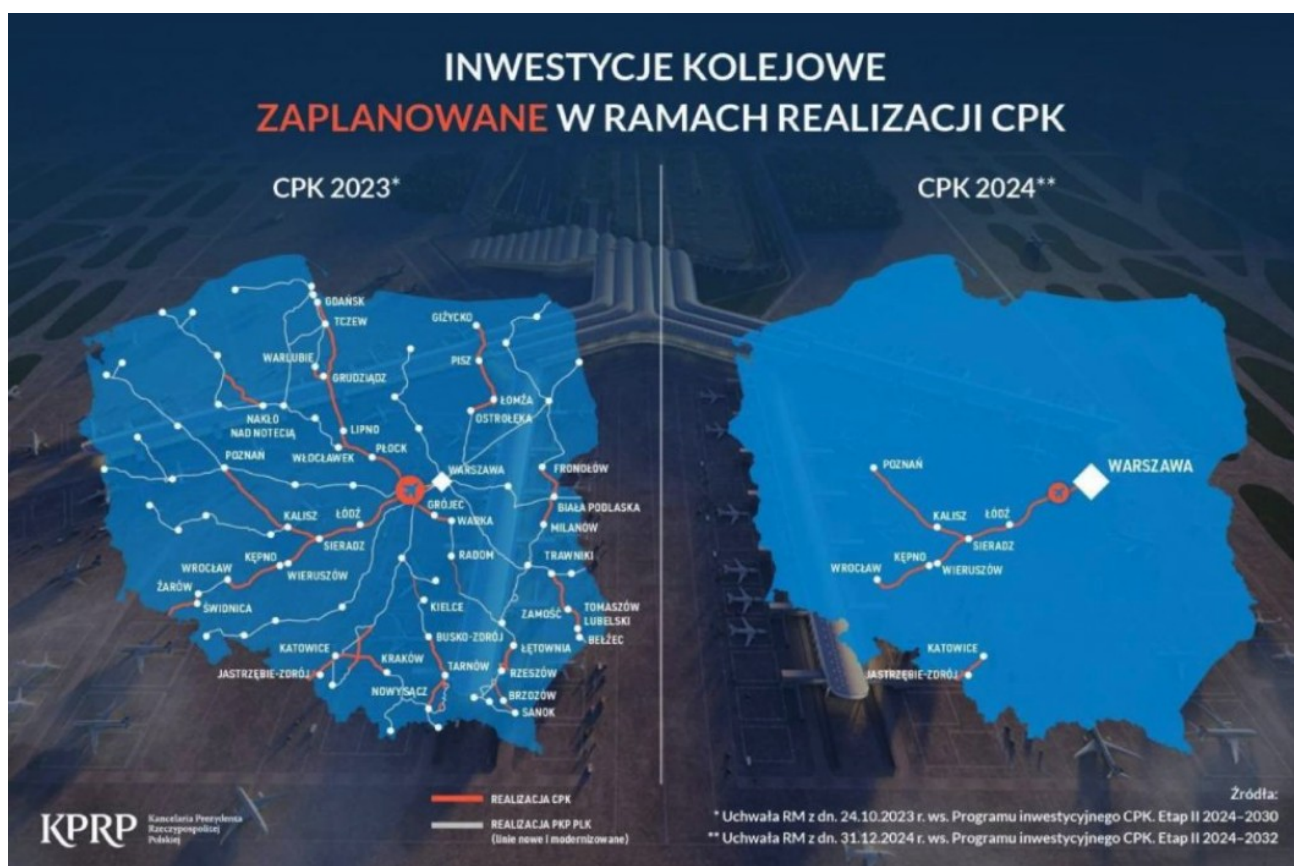 INWESTYCJE KOLEJOWE
ZAPLANOWANE W RAMACH REALIZACJI CPK
CPK 2023*
GDAŃSK
TCZEW
GIŻYCKO
WARLUBIE
PISZ
GRUDZIĄDZ
ŁOMŻA
OSTROŁĘKA
NAKŁO
NAD NOTECIĄ
LIPNO
WŁOCŁAWEK
PŁOCK
POZNAŃ
WARSZAWA
FRONOŁÓW
GRÓJEC
BIAŁA PODLASKA
KALISZ
ŁÓDŹ
WARKA
MILANÓW
SIERADZ
RADOM
TRAWNIKI
KĘPNO
WROCŁAW
WIERUSZÓW
ŻARÓW
ŚWIDNICA
KIELCE
ZAMOŚĆ
TOMASZÓW
LUBELSKI
BEŁŻEC
BUSKO-ZDRÓJ
KATOWICE
KRAKÓW
ŁĘTOWNIA
JASTRZĘBIE-ZDRÓJ
TARNÓW
RZESZÓW
NOWY SĄCZ
BRZOZÓW
SANOK
CPK 2024**
POZNAŃ
WARSZAWA
KALISZ
ŁÓDŹ
SIERADZ
KĘPNO
WROCŁAW
WIERUSZÓW
KATOWICE
JASTRZĘBIE-ZDRÓJ
REALIZACJA CPK
REALIZACJA PKP PLK
(linie nowe i modernizowane)
KPRP
Kancelaria Prezydenta
Rzeczypospolitej
Polskiej
Źródła:
* Uchwała RM z dn. 24.10.2023 r. ws. Programu inwestycyjnego CPK. Etap II 2024–2030
** Uchwała RM z dn. 31.12.2024 r. ws. Programu inwestycyjnego CPK. Etap II 2024–2032